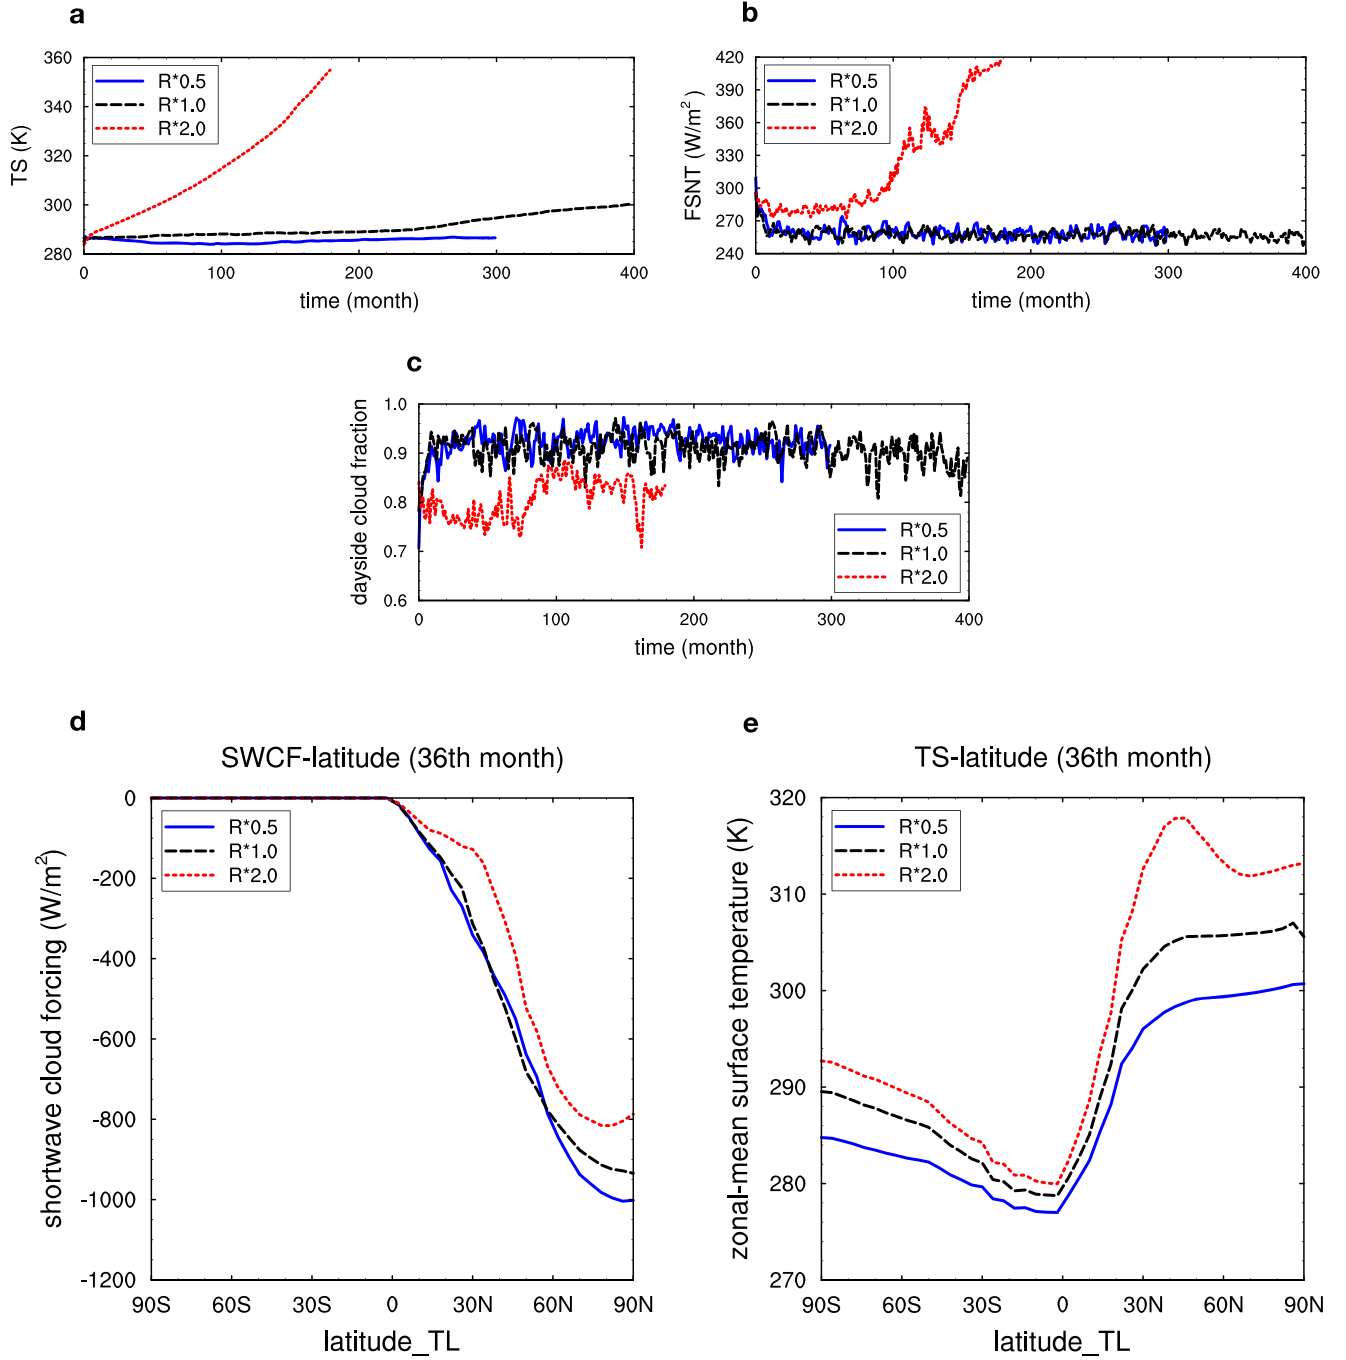 a
TS (K)
360
340
320
300
280
R*0.5
R*1.0
R*2.0
0 100 200 300 400
time (month)
b
FSNT (W/m²)
420
390
360
330
300
270
240
R*0.5
R*1.0
R*2.0
0 100 200 300 400
time (month)
c
dayside cloud fraction
1.0
0.9
0.8
0.7
0.6
R*0.5
R*1.0
R*2.0
0 100 200 300 400
time (month)
d
SWCF-latitude (36th month)
shortwave cloud forcing (W/m²)
0
-200
-400
-600
-800
-1000
-1200
R*0.5
R*1.0
R*2.0
90S 60S 30S 0 30N 60N 90N
latitude_TL
e
TS-latitude (36th month)
zonal-mean surface temperature (K)
320
310
300
290
280
270
R*0.5
R*1.0
R*2.0
90S 60S 30S 0 30N 60N 90N
latitude_TL